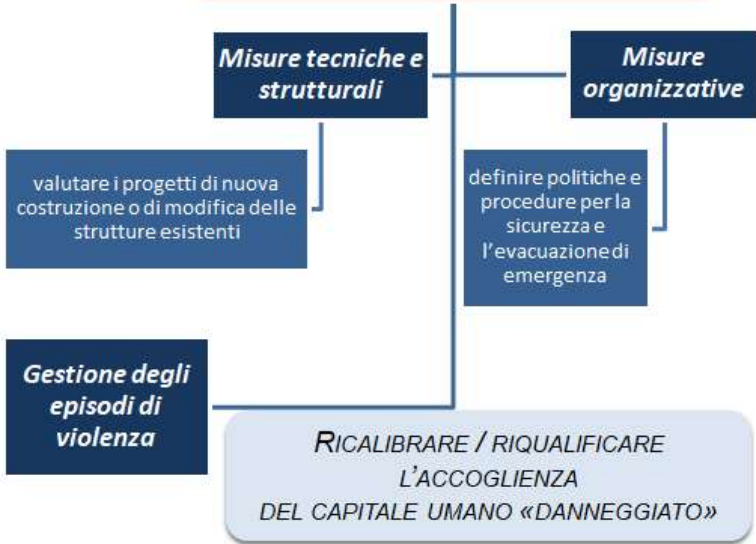 Misure tecniche e
strutturali
Misure
organizzative
valutare i progetti di nuova
costruzione o di modifica delle
strutture esistenti
definire politiche e
procedure per la
sicurezza e
l'evacuazione di
emergenza
Gestione degli
episodi di
violenza
RICALIBRARE / RIQUALIFICARE
L'ACCOGLIENZA
DEL CAPITALE UMANO «DANNEGGIATO»